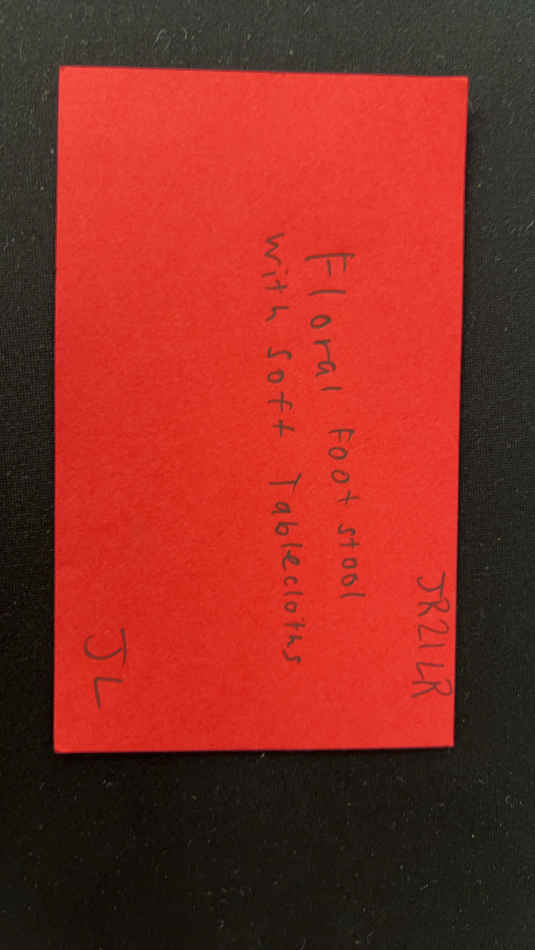 JR21LR
Floral Foot stool
with soft Tablecloths
JL